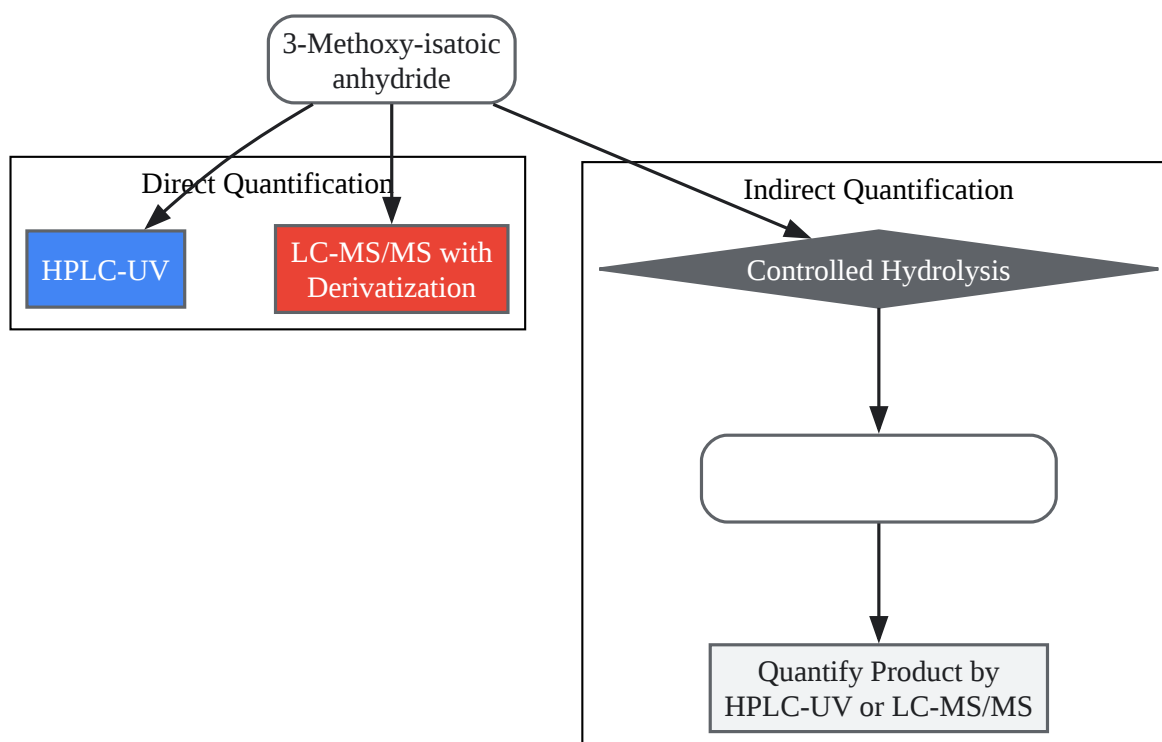 3-Methoxy-isatoic
anhydride
Direct Quantification
HPLC-UV
LC-MS/MS with
Derivatization
Indirect Quantification
Controlled Hydrolysis
Quantify Product by
HPLC-UV or LC-MS/MS